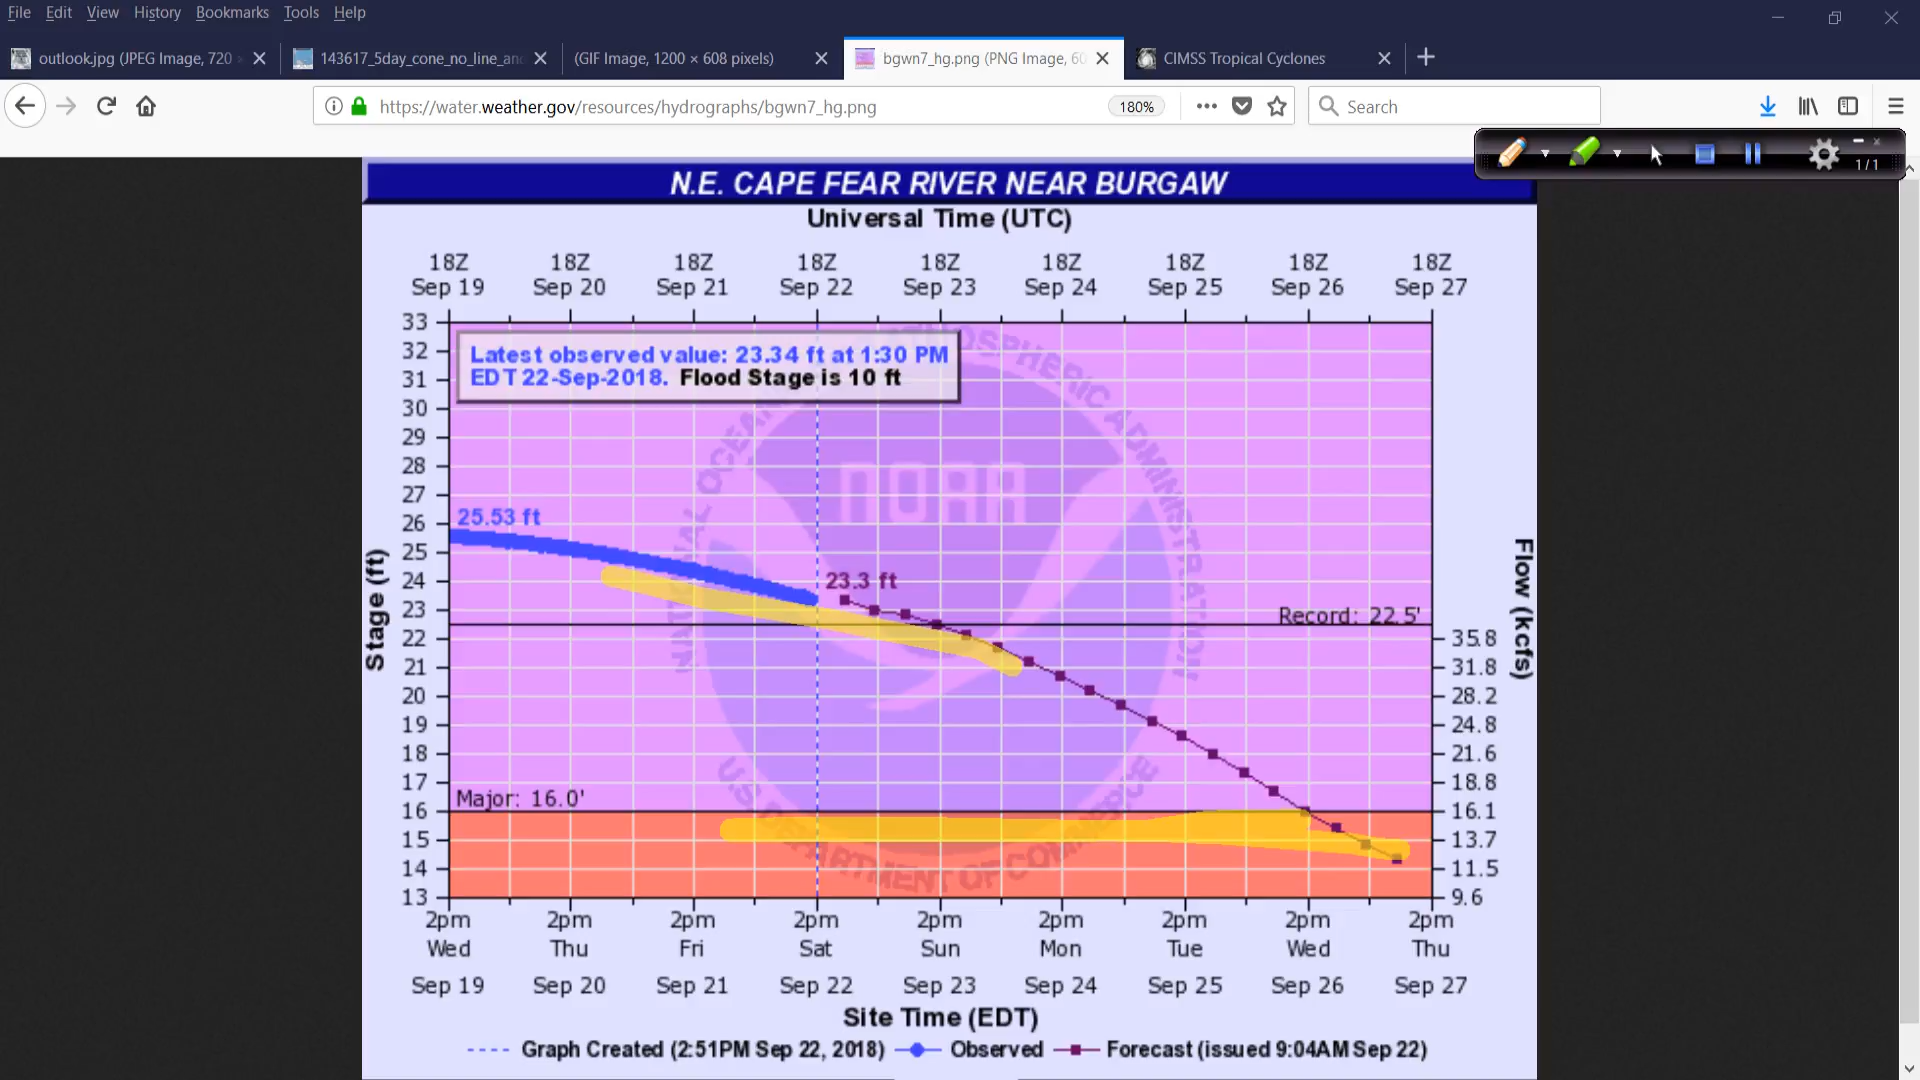 File Edit View History Bookmarks Tools Help
outlook.jpg (JPEG Image, 720 143617_5day_cone_no_line_an (GIF Image, 1200 × 608 pixels) bgwn7_hg.png (PNG Image, 60 CIMSS Tropical Cyclones
https://water.weather.gov/resources/hydrographs/bgwn7_hg.png 180% Search
1/1
N.E. CAPE FEAR RIVER NEAR BURGAW
Universal Time (UTC)
18Z 18Z 18Z 18Z 18Z 18Z 18Z 18Z 18Z
Sep 19 Sep 20 Sep 21 Sep 22 Sep 23 Sep 24 Sep 25 Sep 26 Sep 27
33
32
31
30
29
28
27
26
25
24
23
22
21
20
19
18
17
16
15
14
13
Stage (ft)
Latest observed value: 23.34 ft at 1:30 PM
EDT 22-Sep-2018. Flood Stage is 10 ft
NATIONAL OCEANIC AND ATMOSPHERIC ADMINISTRATION
NOAA
U.S. DEPARTMENT OF COMMERCE
25.53 ft
23.3 ft
Record: 22.5'
Major: 16.0'
35.8
31.8
28.2
24.8
21.6
18.8
16.1
13.7
11.5
9.6
Flow (kcfs)
2pm 2pm 2pm 2pm 2pm 2pm 2pm 2pm 2pm
Wed Thu Fri Sat Sun Mon Tue Wed Thu
Sep 19 Sep 20 Sep 21 Sep 22 Sep 23 Sep 24 Sep 25 Sep 26 Sep 27
Site Time (EDT)
Graph Created (2:51PM Sep 22, 2018) Observed Forecast (issued 9:04AM Sep 22)